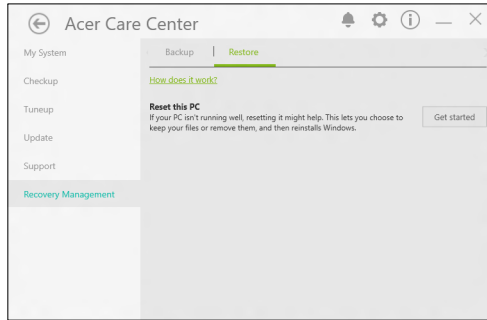 Acer Care Center
My System
Checkup
Tuneup
Update
Support
Recovery Management
Backup
Restore
How does it work?
Reset this PC
If your PC isn't running well, resetting it might help. This lets you choose to
keep your files or remove them, and then reinstalls Windows.
Get started